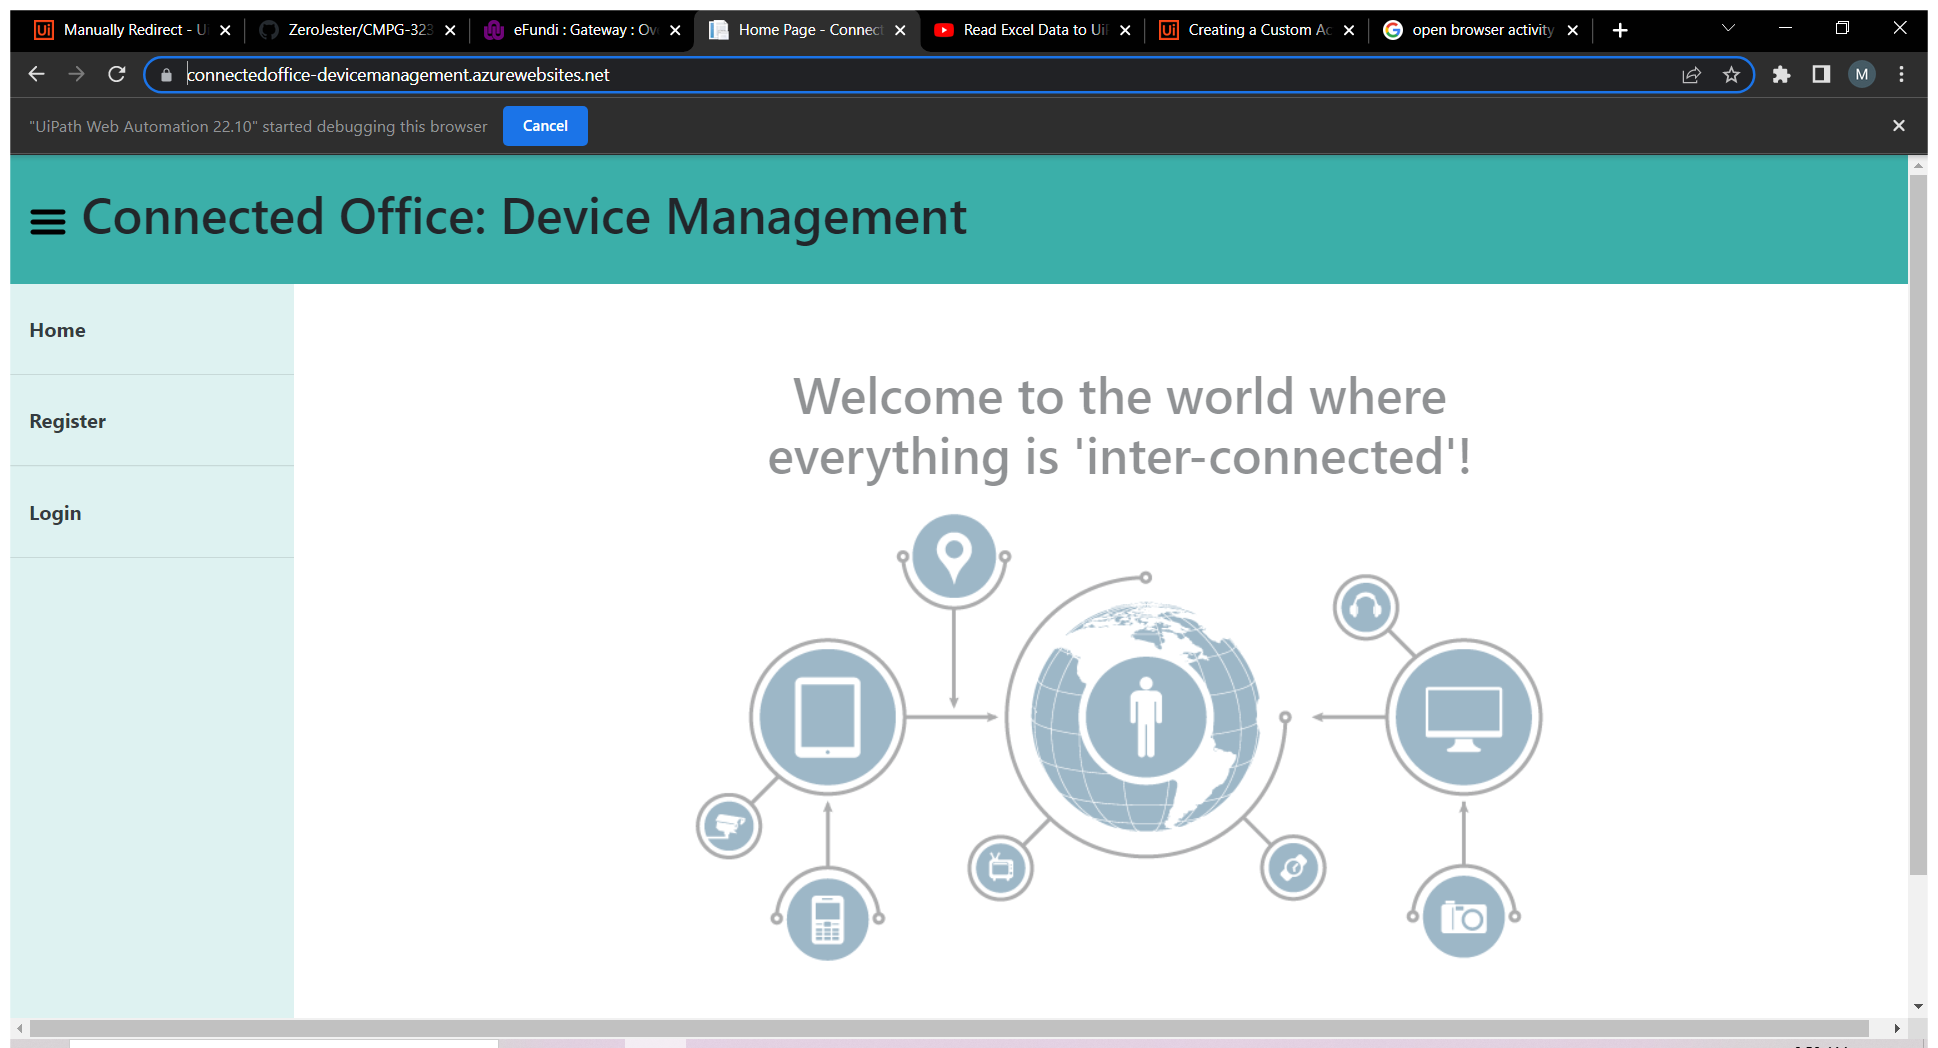 Manually Redirect - U
ZeroJester/CMPG-323
eFundi : Gateway : Ov
Home Page - Connect
Read Excel Data to Ui
Creating a Custom Ac
open browser activity
connectedoffice-devicemanagement.azurewebsites.net
M
"UiPath Web Automation 22.10" started debugging this browser
Cancel
Connected Office: Device Management
Home
Register
Login
Welcome to the world where
everything is 'inter-connected'!